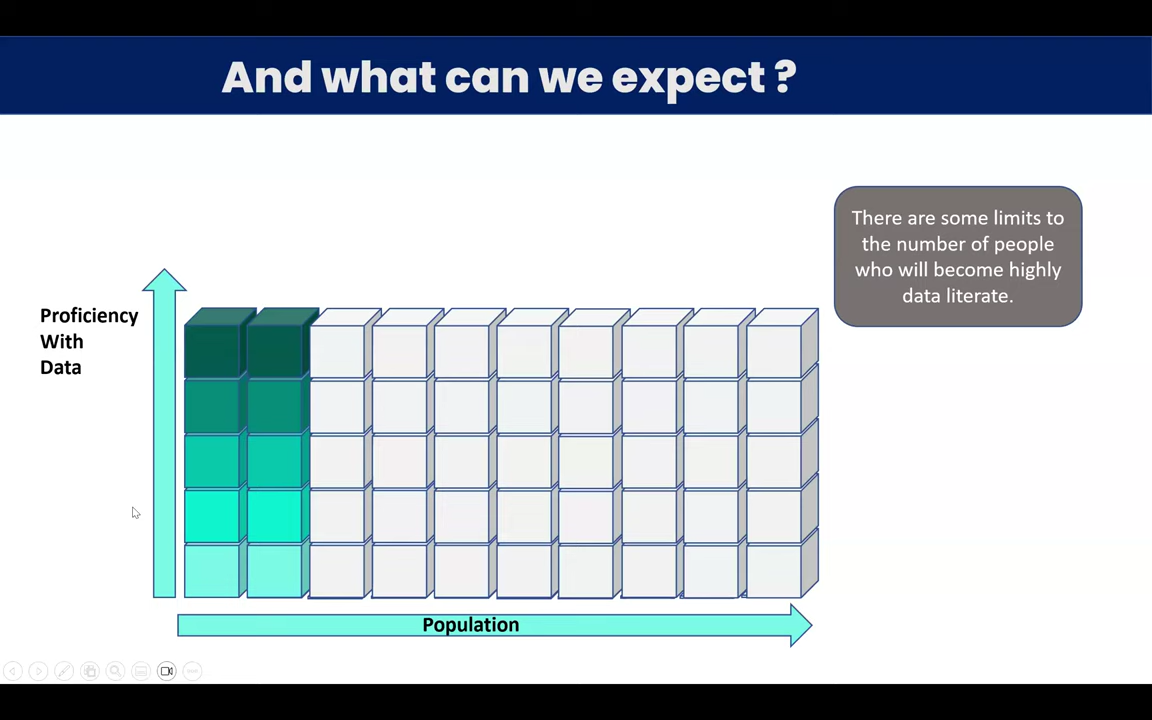 And what can we expect ?
There are some limits to
the number of people
who will become highly
data literate.
Proficiency
With
Data
Population